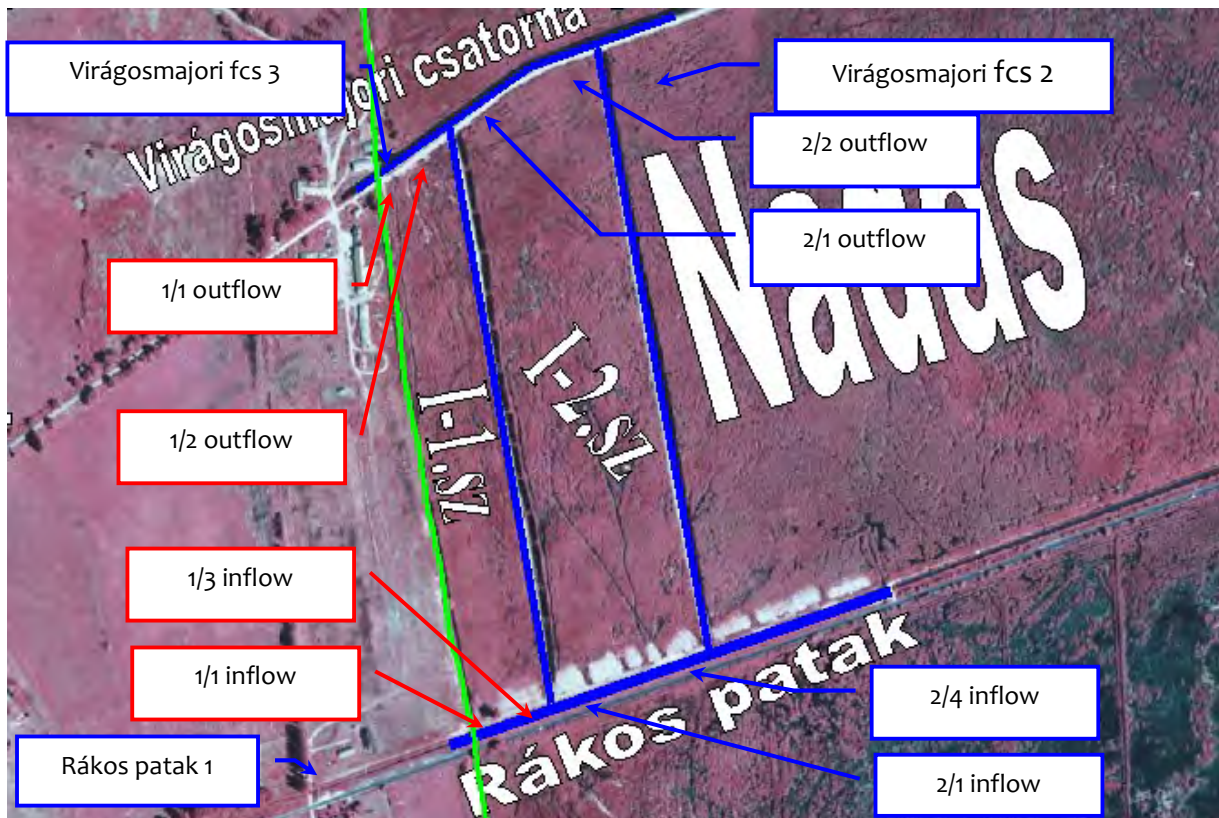 Virágosmajori fcs 3
Virágosmajori csatorna
Virágosmajori fcs 2
2/2 outflow
2/1 outflow
Nádas
1/1 outflow
1/2 outflow
I-1.sz
I-2.sz.
1/3 inflow
1/1 inflow
Rákos patak 1
Rákos patak
2/4 inflow
2/1 inflow